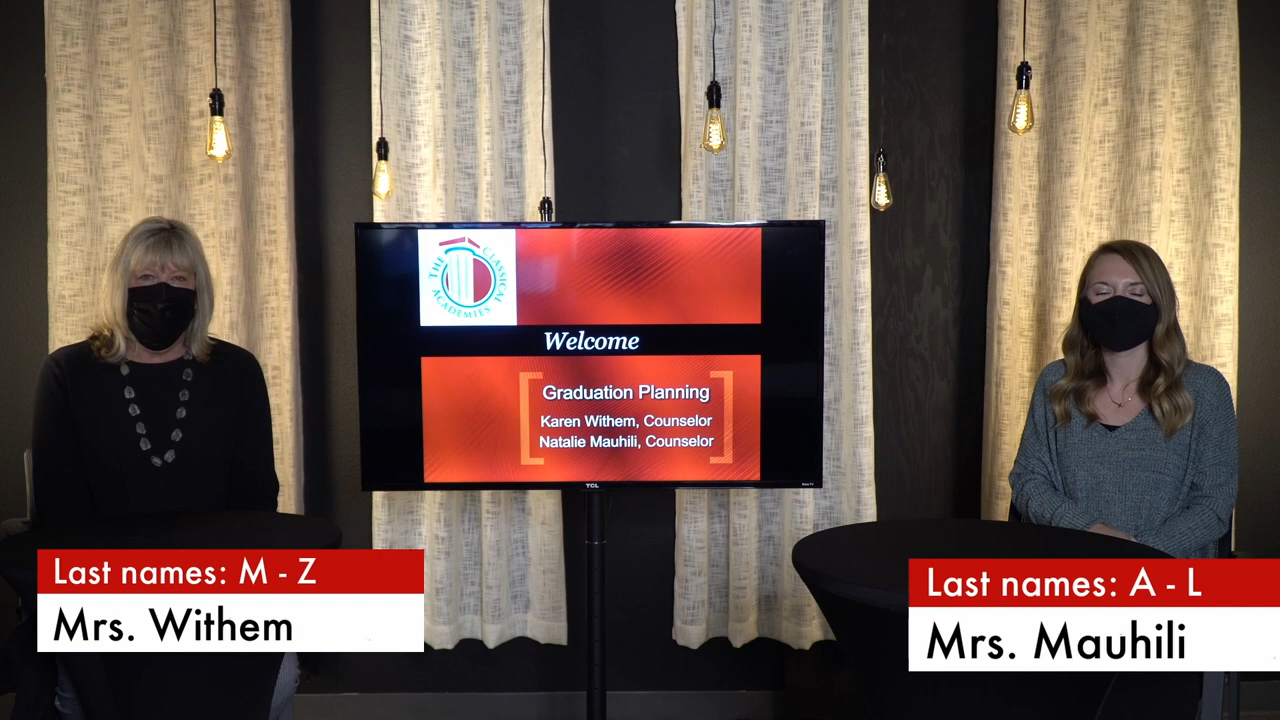 THE CLASSICAL ACADEMIES
Welcome
Graduation Planning
Karen Withem, Counselor
Natalie Mauhili, Counselor
TCL
Last names: M - Z
Mrs. Withem
Last names: A - L
Mrs. Mauhili